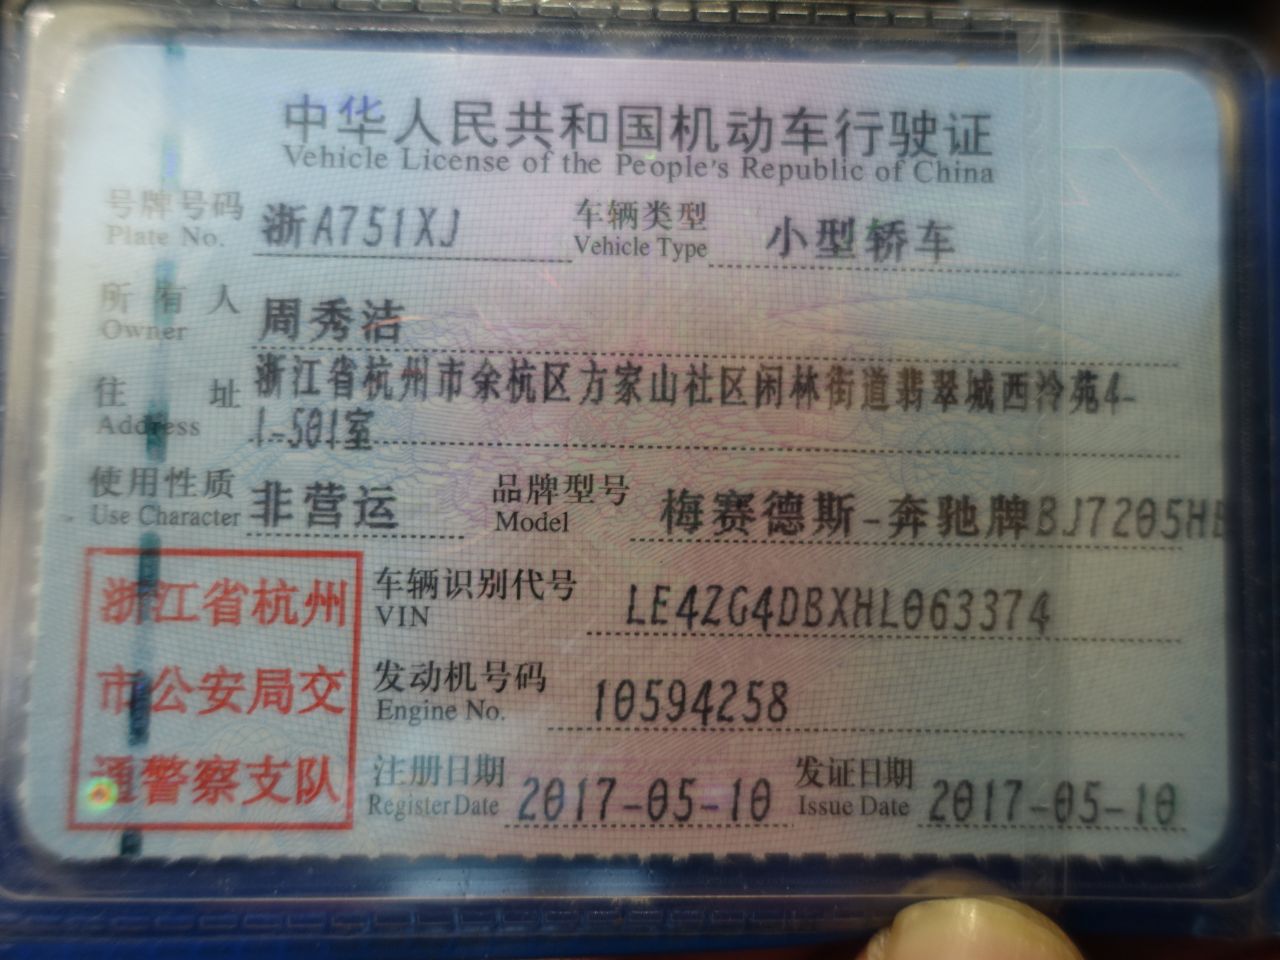 中华人民共和国机动车行驶证
Vehicle License of the People's Republic of China
号牌号码 浙A751XJ 车辆类型 小型轿车
Plate No. Vehicle Type
所有人 周秀洁
Owner
住址 浙江省杭州市余杭区方家山社区闲林街道翡翠城西泠苑4-
Address 1-501室
使用性质 非营运 品牌型号 梅赛德斯-奔驰牌BJ7205H
Use Character Model
浙江省杭州
市公安局交
通警察支队
车辆识别代号 LE4ZG4DBXHL063374
VIN
发动机号码 10594258
Engine No.
注册日期 2017-05-10 发证日期 2017-05-10
Register Date Issue Date